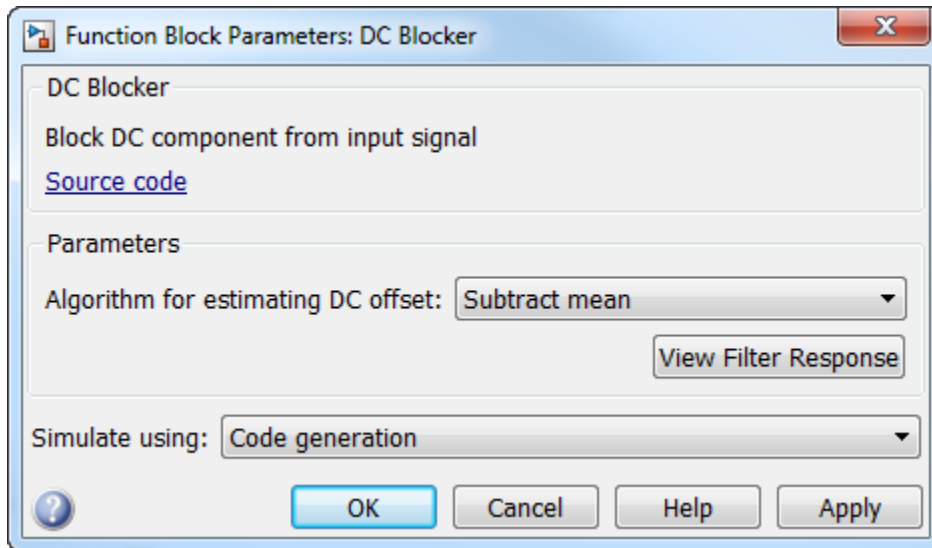 Function Block Parameters: DC Blocker
DC Blocker
Block DC component from input signal
Source code
Parameters
Algorithm for estimating DC offset: Subtract mean
View Filter Response
Simulate using: Code generation
OK Cancel Help Apply